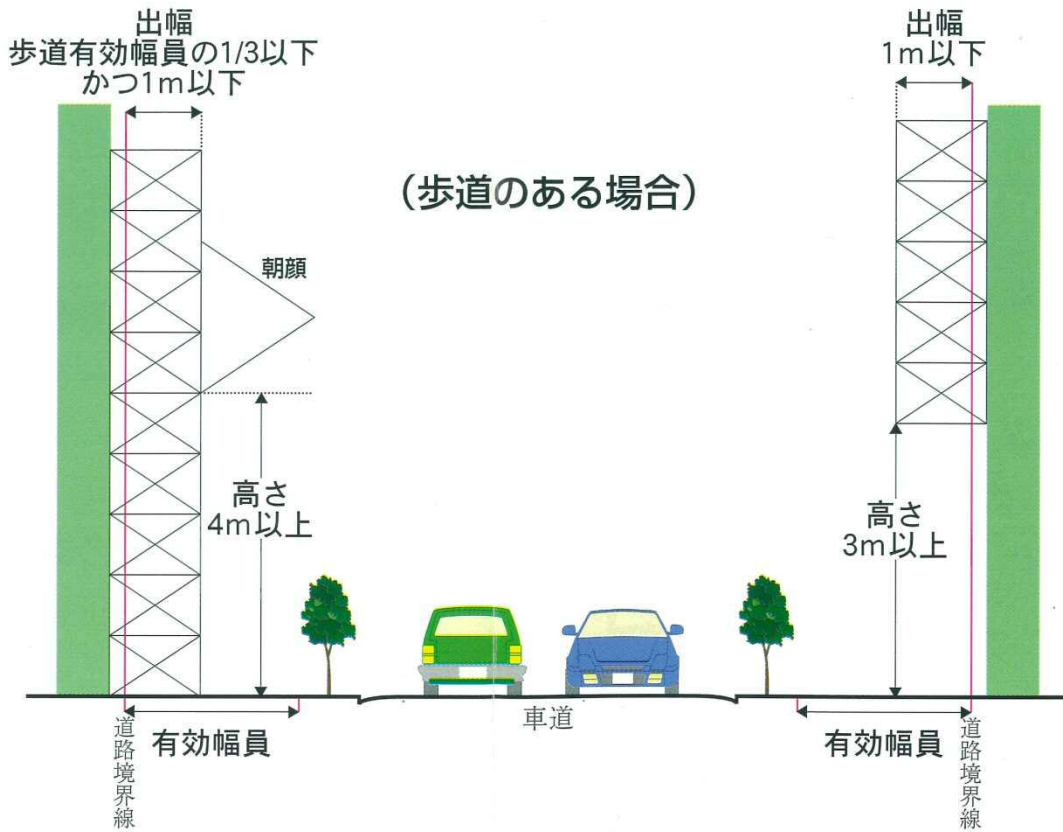 出幅
歩道有効幅員の1/3以下
かつ1m以下
出幅
1m以下
(歩道のある場合)
朝顔
高さ
4m以上
高さ
3m以上
車道
有効幅員
有効幅員
道路境界線
道路境界線